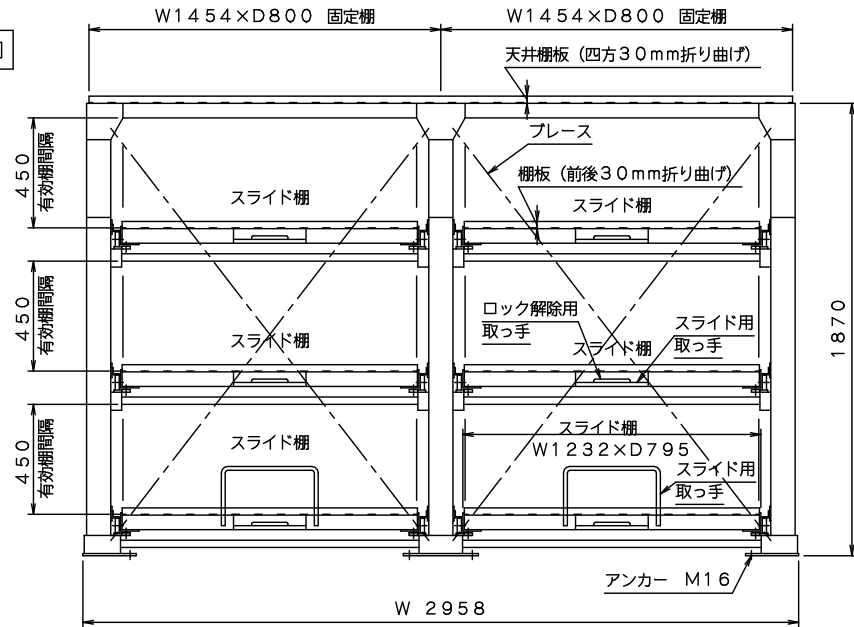 W1454×D800 固定棚
W1454×D800 固定棚
天井棚板（四方30mm折り曲げ）
ブレース
棚板（前後30mm折り曲げ）
450
有効棚間隔
スライド棚
スライド棚
450
有効棚間隔
ロック解除用
取っ手
スライド用
取っ手
スライド棚
スライド棚
1870
450
有効棚間隔
スライド棚
スライド棚
W1232×D795
スライド用
取っ手
アンカー M16
W 2958